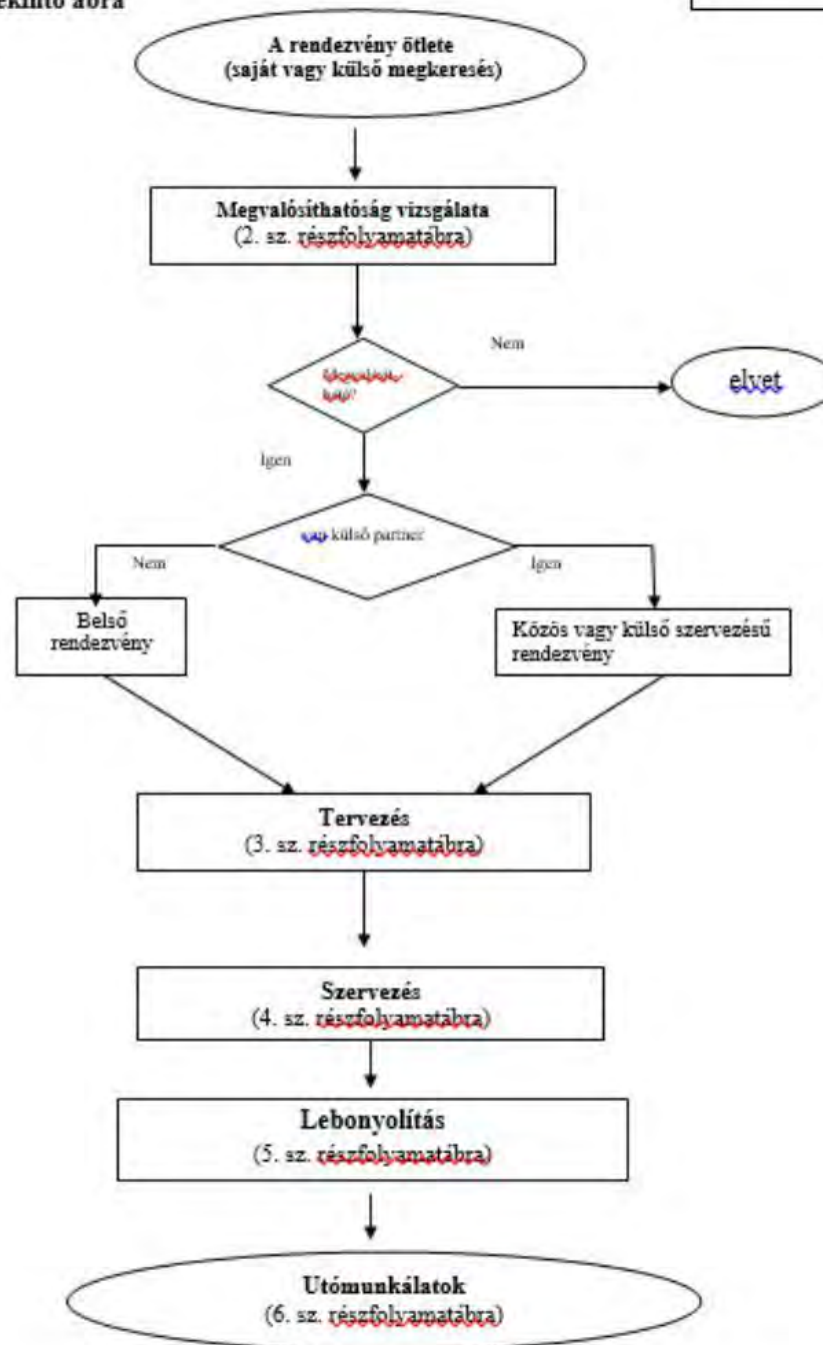 ábra
A rendezvény ötlete
(saját vagy külső megkeresés)
Megvalósíthatóság vizsgálata
(2. sz. részfolyamatábra)
Nem
elvet
Igen
van külső partner
Nem
Igen
Belső
rendezvény
Közös vagy külső szervezésű
rendezvény
Tervezés
(3. sz. részfolyamatábra)
Szervezés
(4. sz. részfolyamatábra)
Lebonyolítás
(5. sz. részfolyamatábra)
Utómunkálatok
(6. sz. részfolyamatábra)